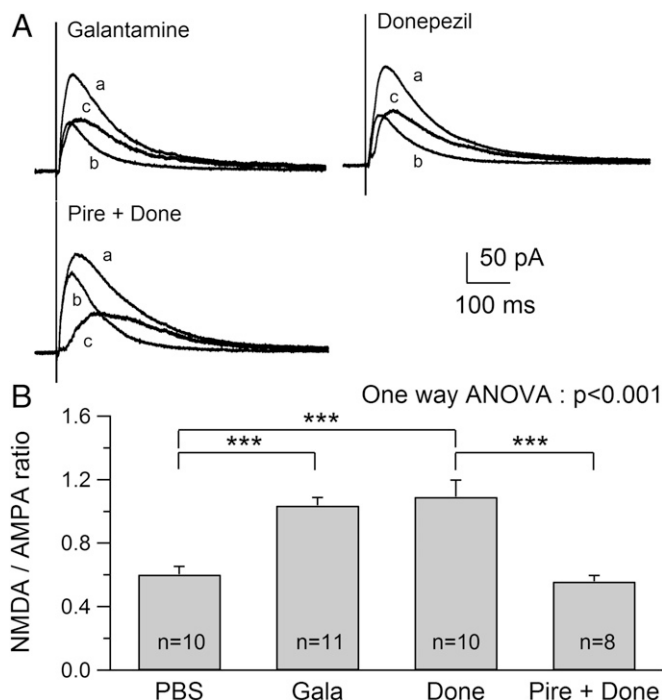 A
Galantamine
a
c
b
Donepezil
a
c
b
Pire + Done
a
b
c
50 pA
100 ms
B
One way ANOVA : p<0.001
NMDA / AMPA ratio
1.6
1.2
0.8
0.4
0.0
***
***
***
n=10
n=11
n=10
n=8
PBS
Gala
Done
Pire + Done